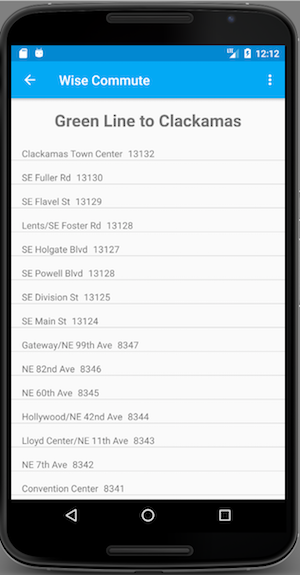 12:12
Wise Commute
Green Line to Clackamas
Clackamas Town Center 13132
SE Fuller Rd 13130
SE Flavel St 13129
Lents/SE Foster Rd 13128
SE Holgate Blvd 13127
SE Powell Blvd 13128
SE Division St 13125
SE Main St 13124
Gateway/NE 99th Ave 8347
NE 82nd Ave 8346
NE 60th Ave 8345
Hollywood/NE 42nd Ave 8344
Lloyd Center/NE 11th Ave 8343
NE 7th Ave 8342
Convention Center 8341